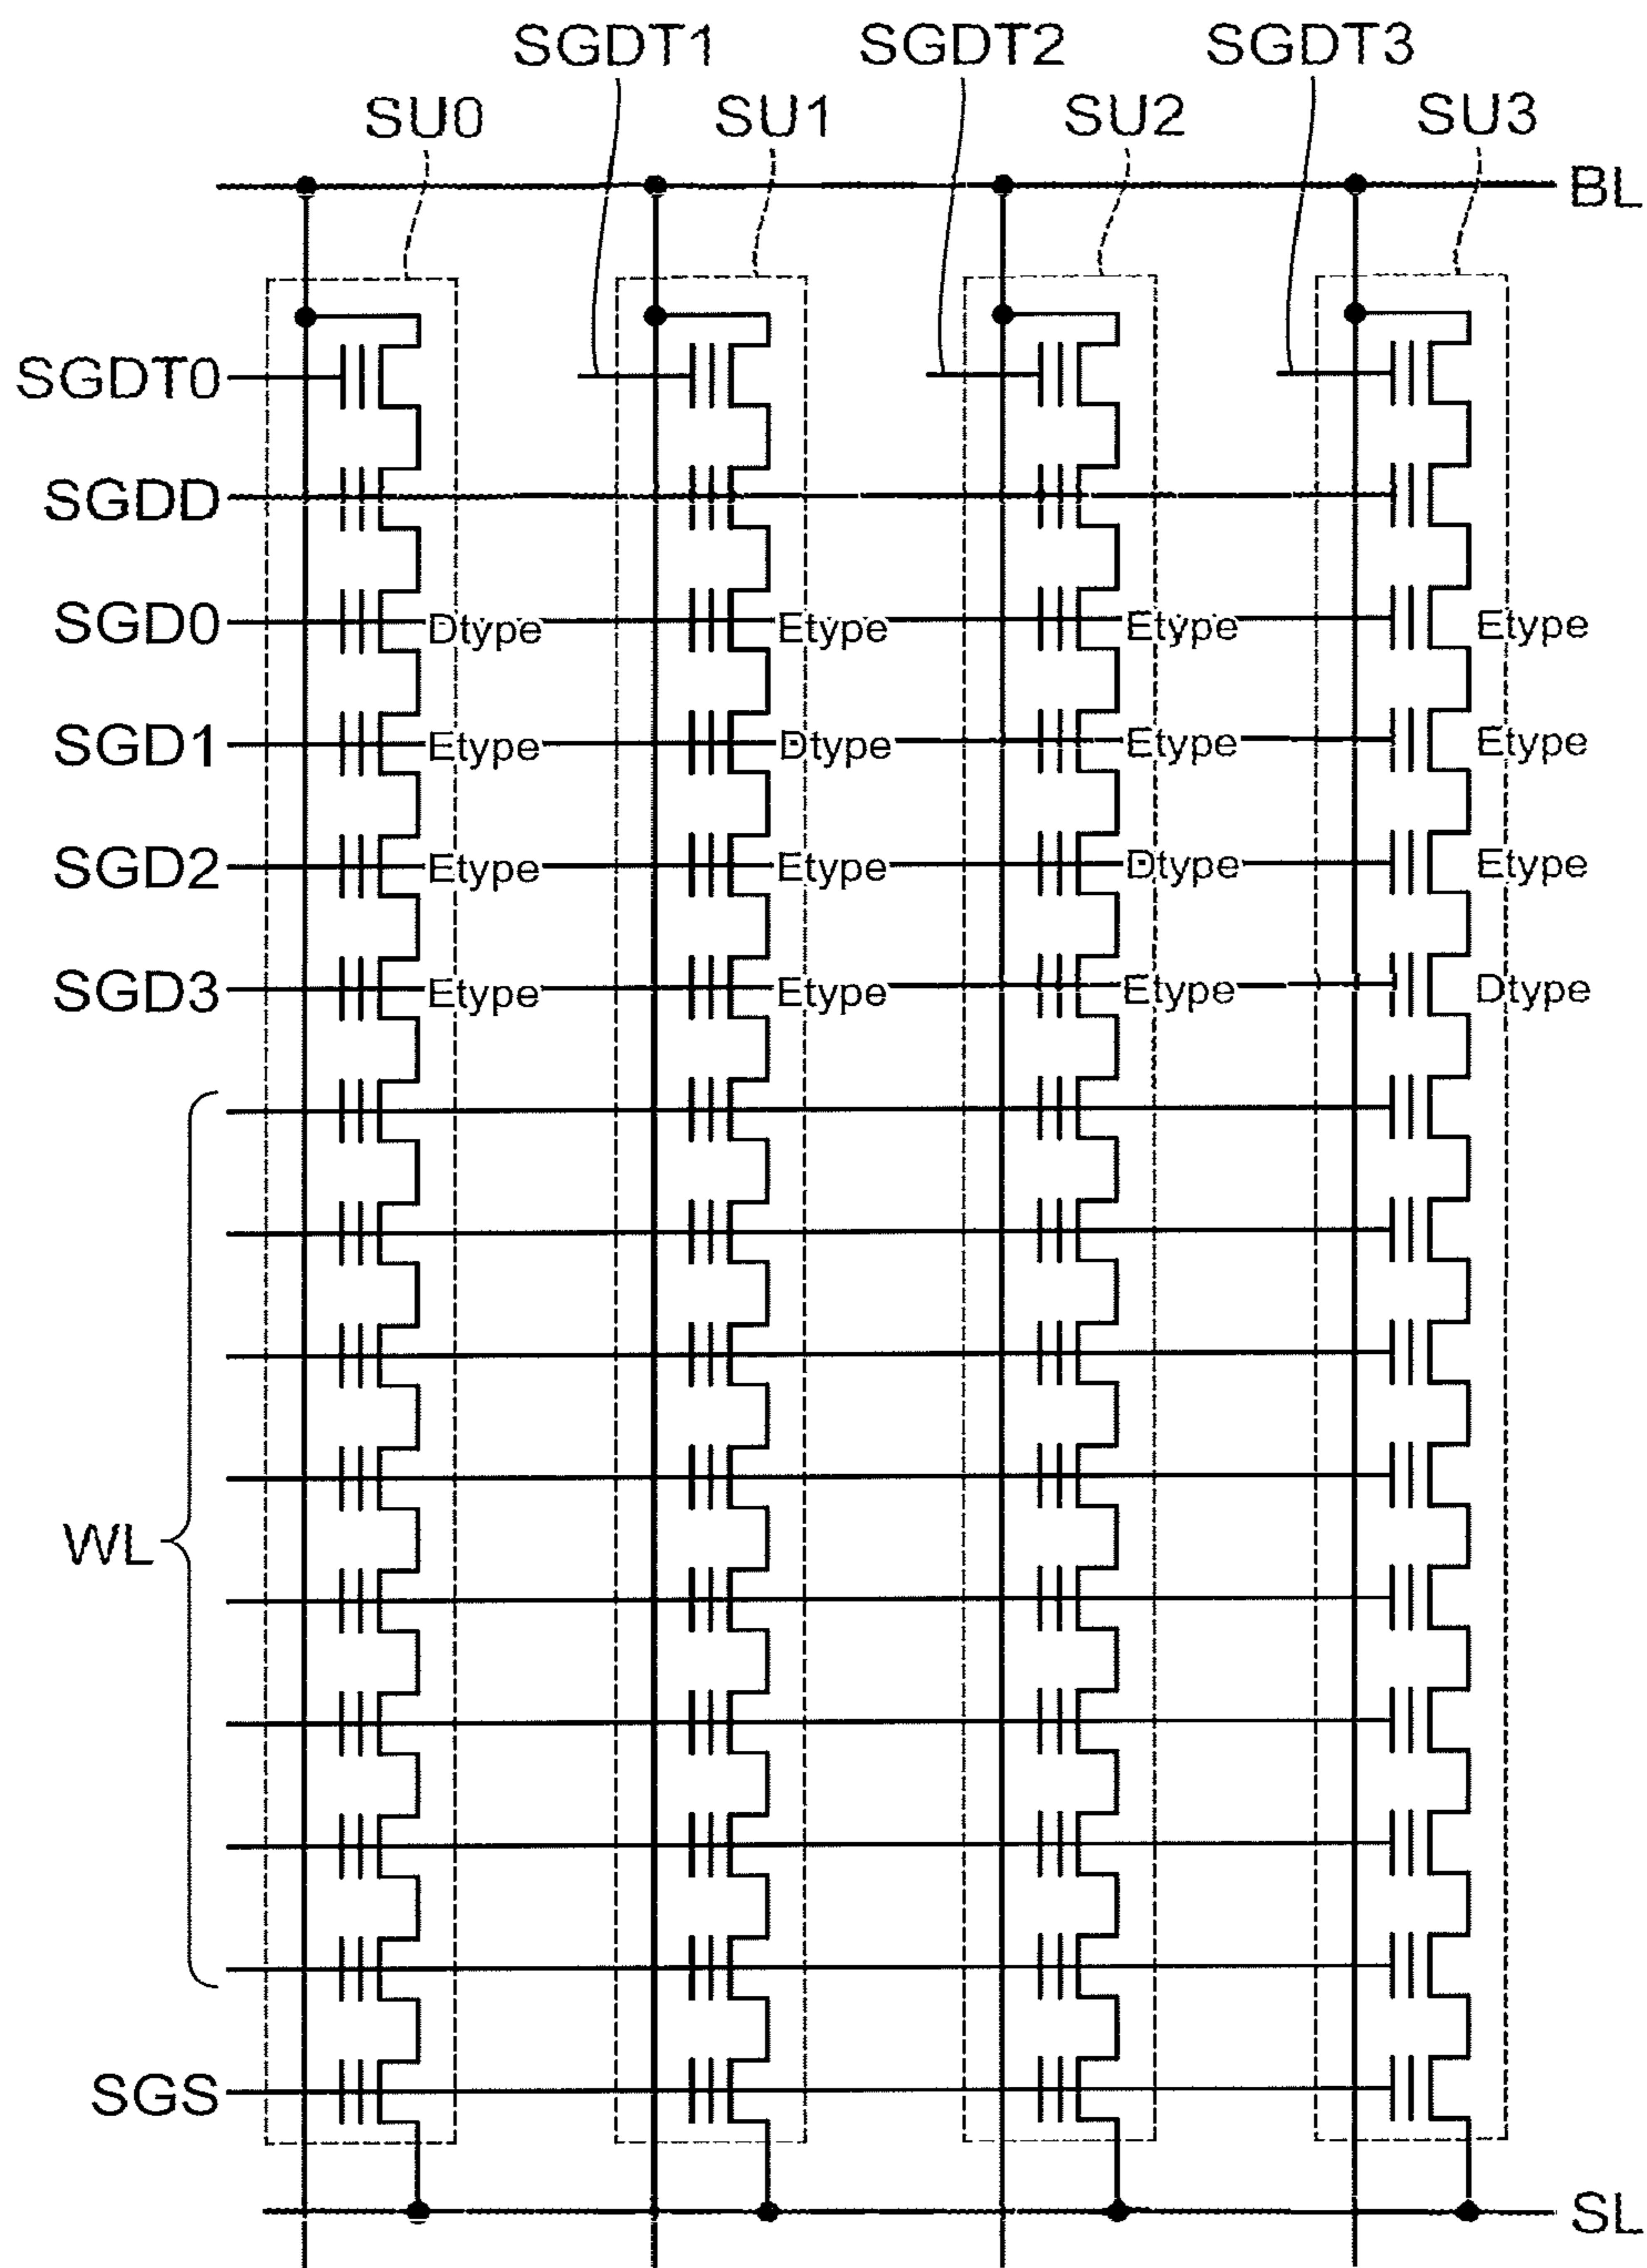 SGDT1 SGDT2 SGDT3
SU0 SU1 SU2 SU3
BL
SGDT0
SGDD
SGD0 Dtype Etype Etype Etype
SGD1 Etype Dtype Etype Etype
SGD2 Etype Etype Dtype Etype
SGD3 Etype Etype Etype Dtype
WL
SGS
SL